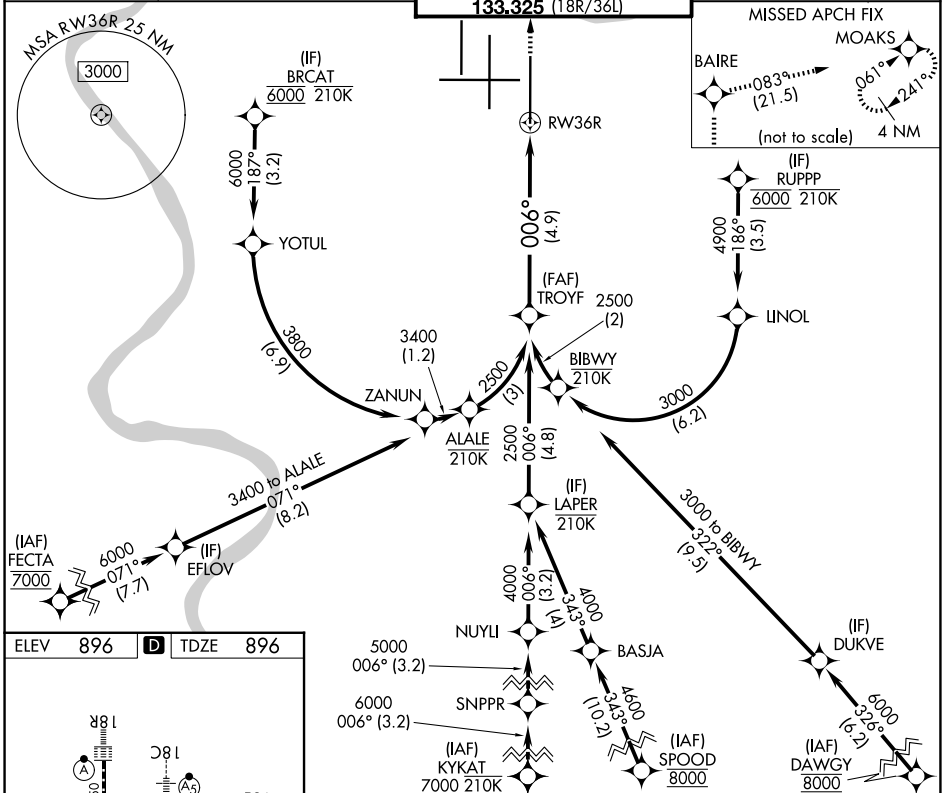 133.325 (18R/36L)
MSA RW36R 25 NM
3000
(IF)
BRCAT
6000 210K
6000
187°
(3.2)
YOTUL
3800
(6.9)
RW36R
006°
(4.9)
(FAF)
TROYF
2500
(2)
MISSED APCH FIX
MOAKS
BAIRE
083°
(21.5)
061°
241°
4 NM
(not to scale)
(IF)
RUPPP
6000 210K
4900
186°
(3.5)
LINOL
3000
(6.2)
BIBWY
210K
3400
(1.2)
ZANUN
2500
(3)
ALALE
210K
2500
006°
(4.8)
3400 to ALALE
071°
(8.2)
(IAF)
FECTA
7000
6000
071°
(7.7)
(IF)
EFLOV
(IF)
LAPER
210K
3000 to BIBWY
322°
(9.5)
4000
006°
(3.2)
4000
343°
(4)
NUYLI
BASJA
(IF)
DUKVE
5000
006° (3.2)
SNPPR
6000
006° (3.2)
4600
343°
(10.2)
6000
326°
(6.2)
(IAF)
KYKAT
7000 210K
(IAF)
SPOOD
8000
(IAF)
DAWGY
8000
ELEV 896 D TDZE 896
18R
18C
A
A5